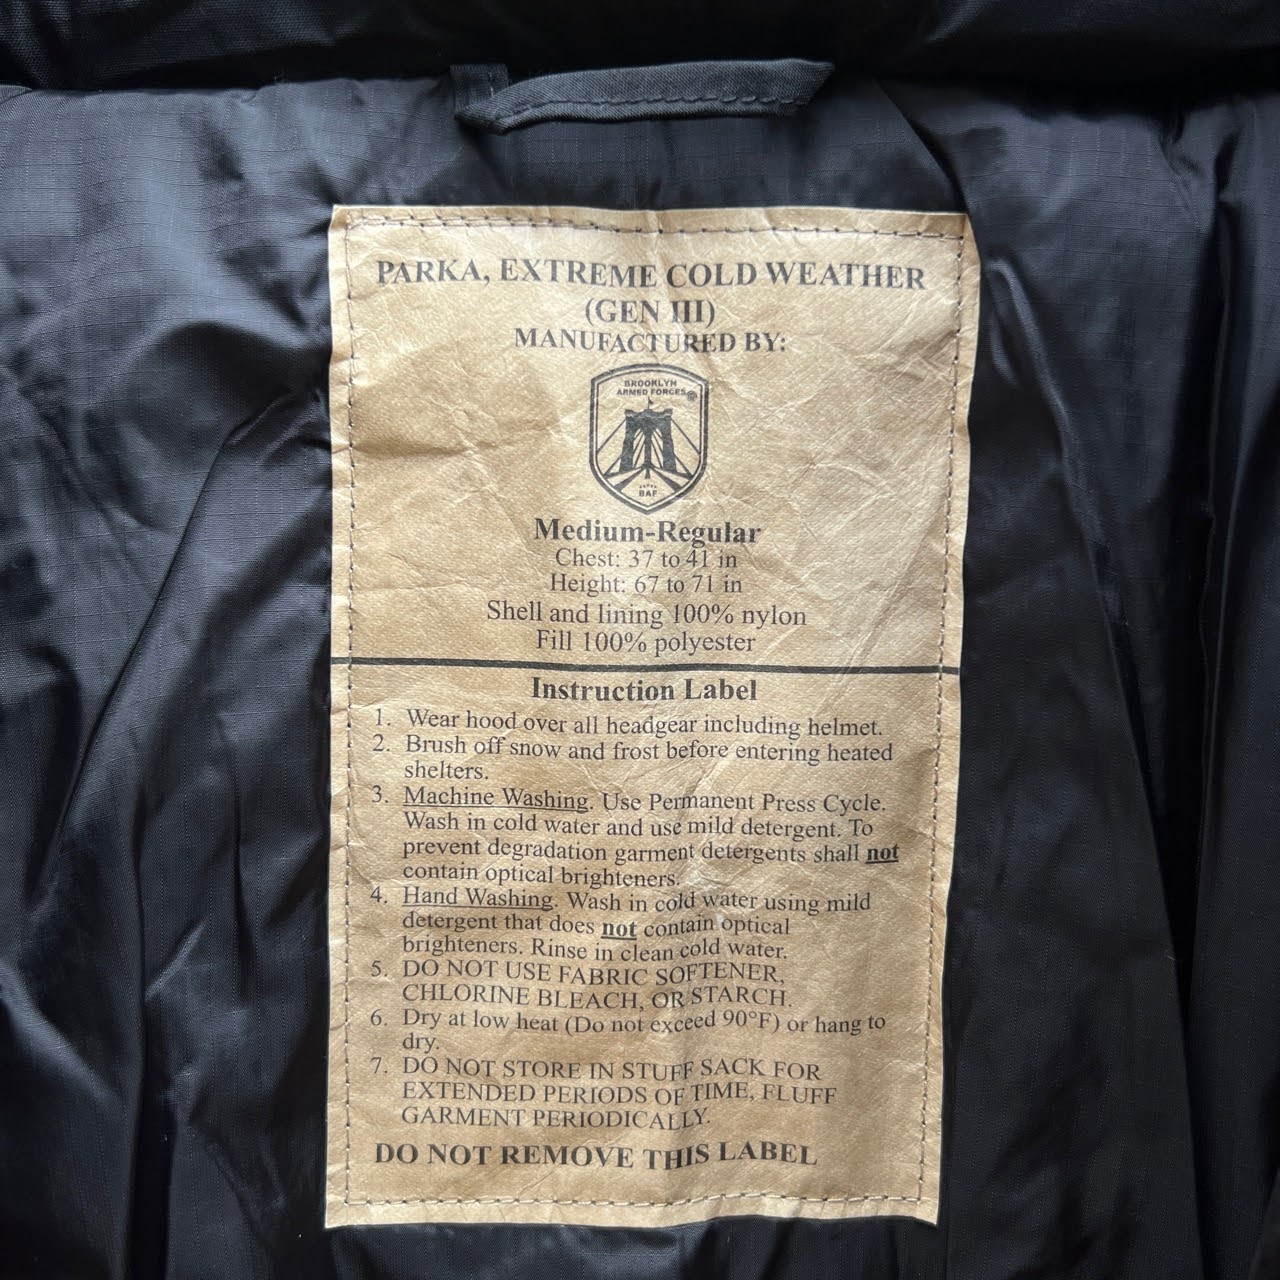 PARKA, EXTREME COLD WEATHER
(GEN III)
MANUFACTURED BY:
BROOKLYN
ARMED FORCES®
BAF
Medium-Regular
Chest: 37 to 41 in
Height: 67 to 71 in
Shell and lining 100% nylon
Fill 100% polyester
Instruction Label
1. Wear hood over all headgear including helmet.
2. Brush off snow and frost before entering heated
shelters.
3. Machine Washing. Use Permanent Press Cycle.
Wash in cold water and use mild detergent. To
prevent degradation garment detergents shall not
contain optical brighteners.
4. Hand Washing. Wash in cold water using mild
detergent that does not contain optical
brighteners. Rinse in clean cold water.
5. DO NOT USE FABRIC SOFTENER,
CHLORINE BLEACH, OR STARCH.
6. Dry at low heat (Do not exceed 90°F) or hang to
dry.
7. DO NOT STORE IN STUFF SACK FOR
EXTENDED PERIODS OF TIME, FLUFF
GARMENT PERIODICALLY.
DO NOT REMOVE THIS LABEL